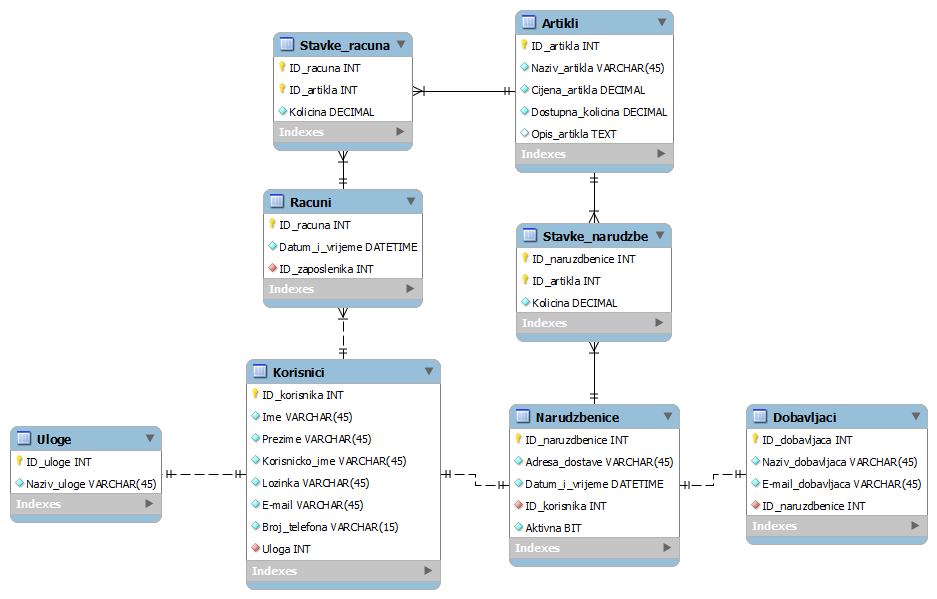 Stavke_racuna
ID_racuna INT
ID_artikla INT
Kolicina DECIMAL
Indexes
Artikli
ID_artikla INT
Naziv_artikla VARCHAR(45)
Cijena_artikla DECIMAL
Dostupna_kolicina DECIMAL
Opis_artikla TEXT
Indexes
Racuni
ID_racuna INT
Datum_i_vrijeme DATETIME
ID_zaposlenika INT
Indexes
Stavke_narudzbe
ID_naruzdbenice INT
ID_artikla INT
Kolicina DECIMAL
Indexes
Uloge
ID_uloge INT
Naziv_uloge VARCHAR(45)
Indexes
Korisnici
ID_korisnika INT
Ime VARCHAR(45)
Prezime VARCHAR(45)
Korisnicko_ime VARCHAR(45)
Lozinka VARCHAR(45)
E-mail VARCHAR(45)
Broj_telefona VARCHAR(15)
Uloga INT
Indexes
Narudzbenice
ID_naruzdbenice INT
Adresa_dostave VARCHAR(45)
Datum_i_vrijeme DATETIME
ID_korisnika INT
Aktivna BIT
Indexes
Dobavljaci
ID_dobavljaca INT
Naziv_dobavljaca VARCHAR(45)
E-mail_dobavljaca VARCHAR(45)
ID_naruzdbenice INT
Indexes